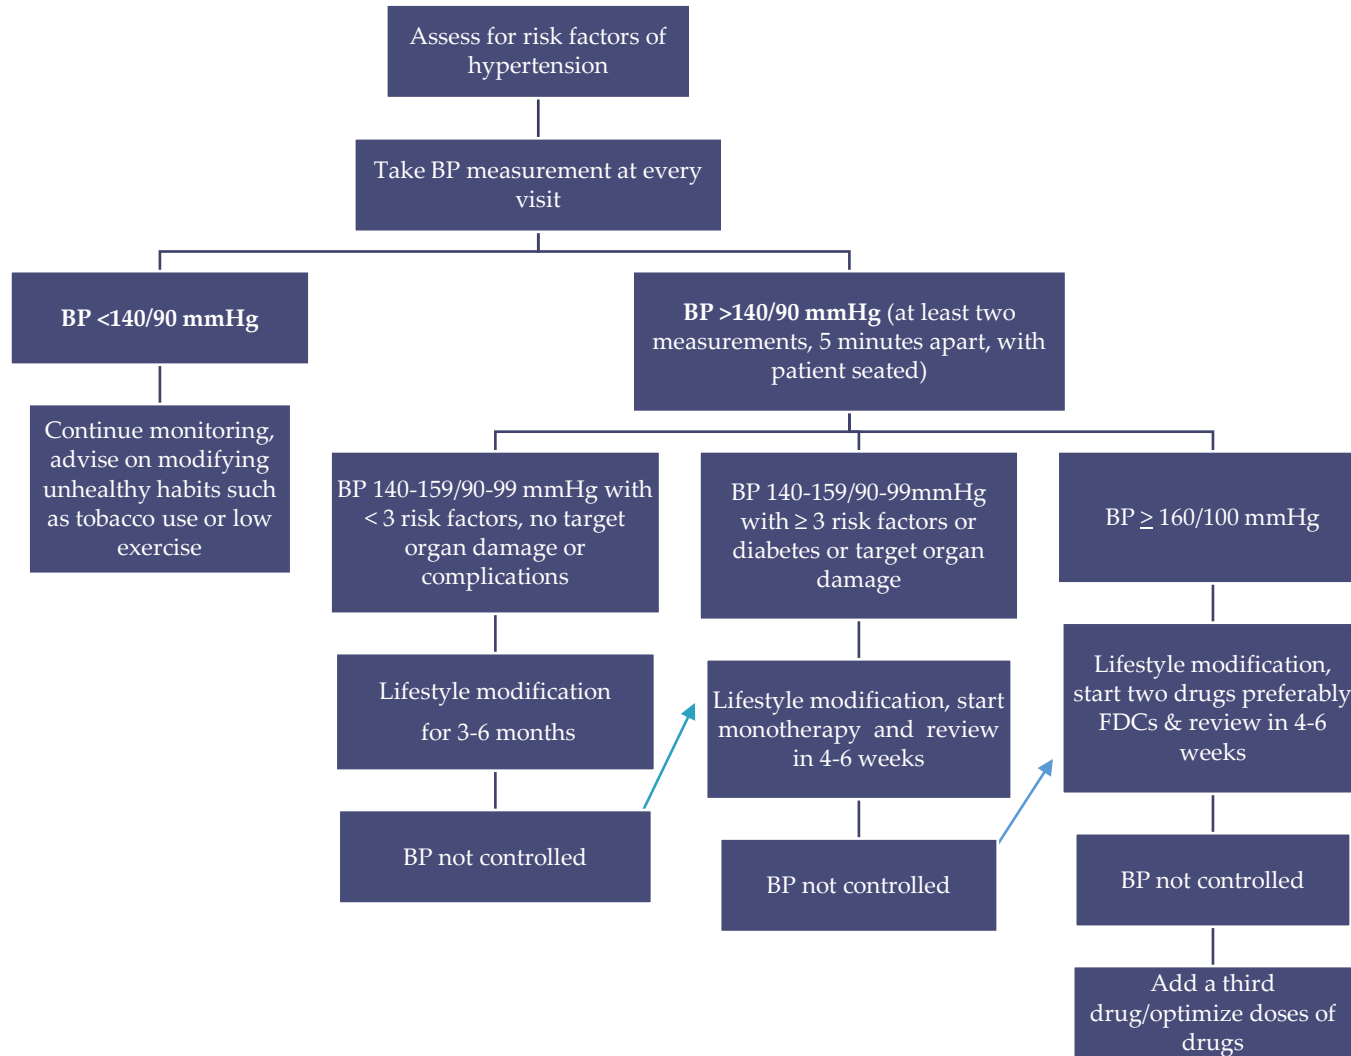 Assess for risk factors of
hypertension
Take BP measurement at every
visit
BP <140/90 mmHg
BP >140/90 mmHg (at least two
measurements, 5 minutes apart, with
patient seated)
Continue monitoring,
advise on modifying
unhealthy habits such
as tobacco use or low
exercise
BP 140-159/90-99 mmHg with
< 3 risk factors, no target
organ damage or
complications
BP 140-159/90-99mmHg
with ≥ 3 risk factors or
diabetes or target organ
damage
BP ≥ 160/100 mmHg
Lifestyle modification
for 3-6 months
Lifestyle modification, start
monotherapy and review
in 4-6 weeks
Lifestyle modification,
start two drugs preferably
FDCs & review in 4-6
weeks
BP not controlled
BP not controlled
BP not controlled
Add a third
drug/optimize doses of
drugs